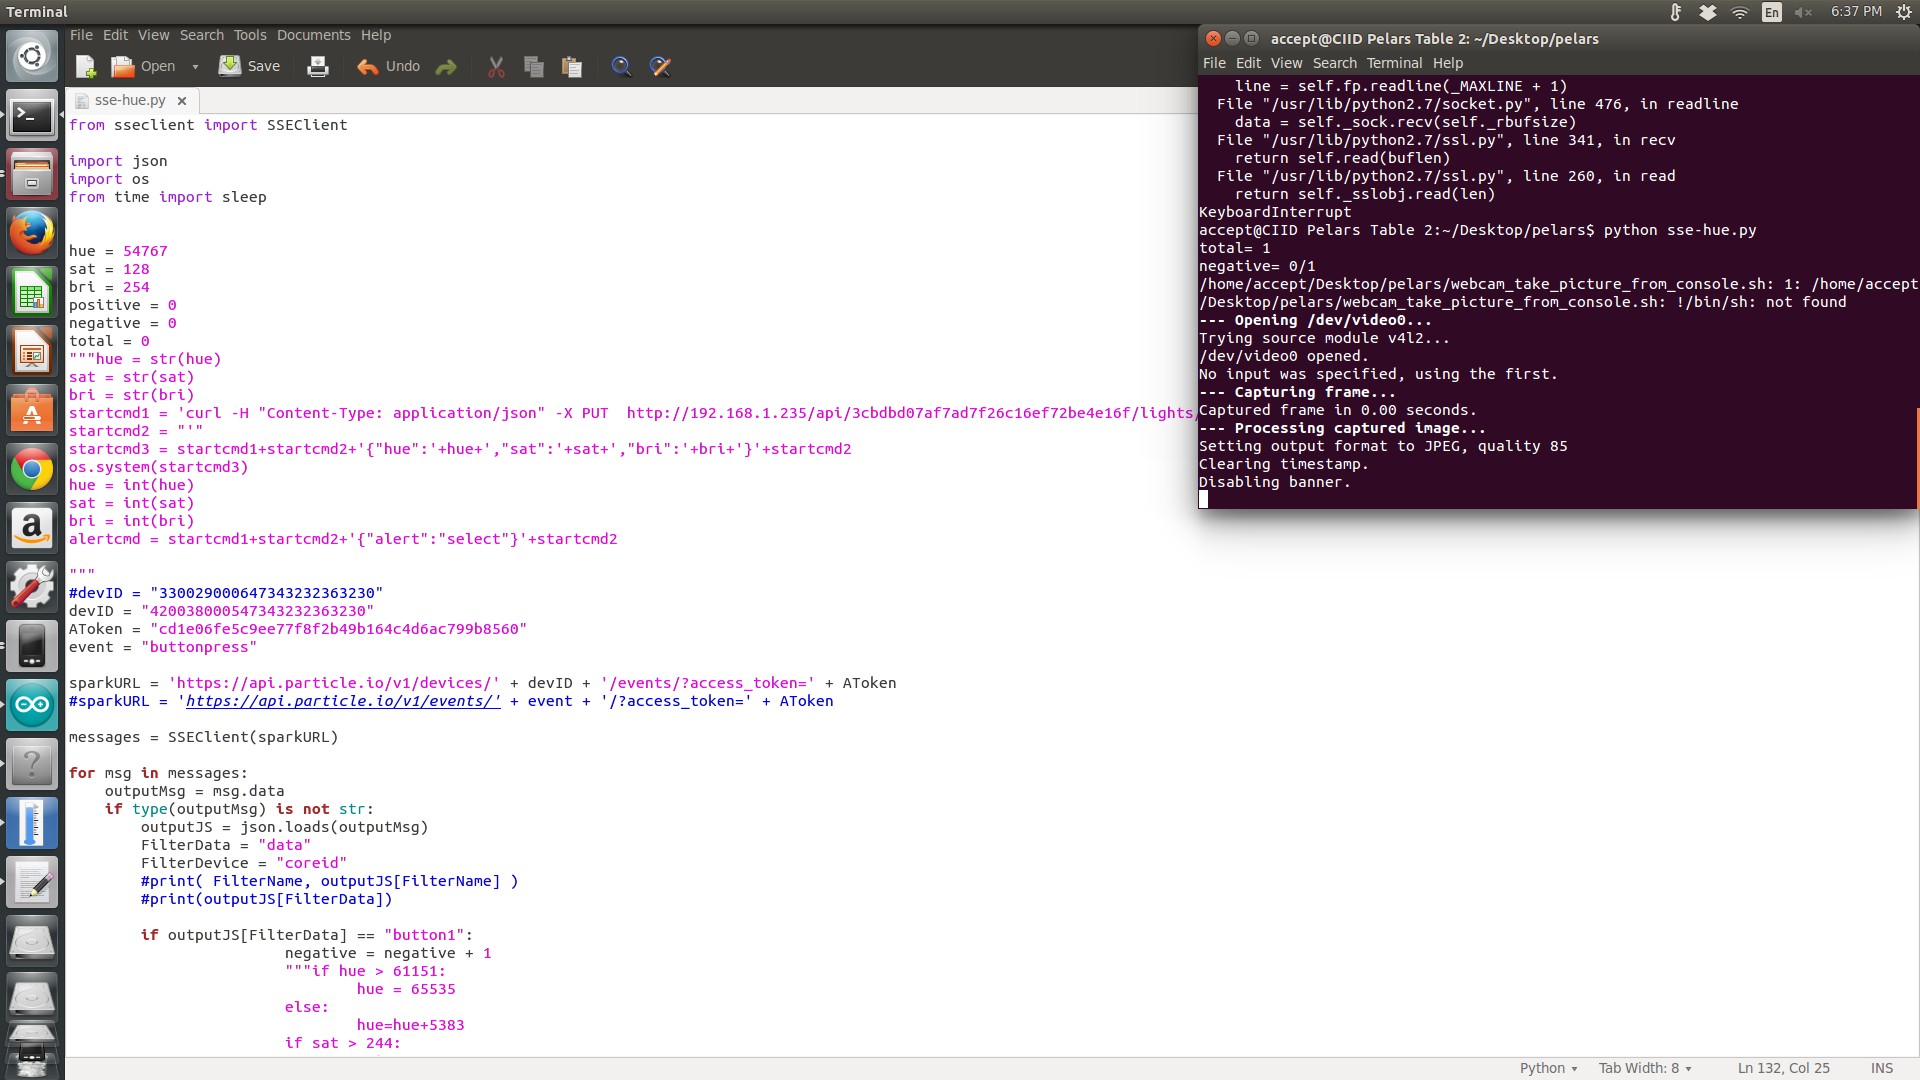 Terminal
En
6:37 PM
File Edit View Search Tools Documents Help
Open Save Undo
sse-hue.py
from sseclient import SSEClient
import json
import os
from time import sleep
hue = 54767
sat = 128
bri = 254
positive = 0
negative = 0
total = 0
"""hue = str(hue)
sat = str(sat)
bri = str(bri)
startcmd1 = 'curl -H "Content-Type: application/json" -X PUT  http://192.168.1.235/api/3cbdbd07af7ad7f26c16ef72be4e16f/lights/
startcmd2 = "'"
startcmd3 = startcmd1+startcmd2+'{"hue":'+hue+',"sat":'+sat+',"bri":'+bri+'}'+startcmd2
os.system(startcmd3)
hue = int(hue)
sat = int(sat)
bri = int(bri)
alertcmd = startcmd1+startcmd2+'{"alert":"select"}'+startcmd2
"""
#devID = "330029000647343232363230"
devID = "420038000547343232363230"
AToken = "cd1e06fe5c9ee77f8f2b49b164c4d6ac799b8560"
event = "buttonpress"
sparkURL = 'https://api.particle.io/v1/devices/' + devID + '/events/?access_token=' + AToken
#sparkURL = 'https://api.particle.io/v1/events/' + event + '/?access_token=' + AToken
messages = SSEClient(sparkURL)
for msg in messages:
    outputMsg = msg.data
    if type(outputMsg) is not str:
        outputJS = json.loads(outputMsg)
        FilterData = "data"
        FilterDevice = "coreid"
        #print( FilterName, outputJS[FilterName] )
        #print(outputJS[FilterData])
        if outputJS[FilterData] == "button1":
                        negative = negative + 1
                        """if hue > 61151:
                                hue = 65535
                        else:
                                hue=hue+5383
                        if sat > 244:
Python Tab Width: 8 Ln 132, Col 25 INS
accept@CIID Pelars Table 2: ~/Desktop/pelars
File Edit View Search Terminal Help
    line = self.fp.readline(_MAXLINE + 1)
  File "/usr/lib/python2.7/socket.py", line 476, in readline
    data = self._sock.recv(self._rbufsize)
  File "/usr/lib/python2.7/ssl.py", line 341, in recv
    return self.read(buflen)
  File "/usr/lib/python2.7/ssl.py", line 260, in read
    return self._sslobj.read(len)
KeyboardInterrupt
accept@CIID Pelars Table 2:~/Desktop/pelars$ python sse-hue.py
total= 1
negative= 0/1
/home/accept/Desktop/pelars/webcam_take_picture_from_console.sh: 1: /home/accept
/Desktop/pelars/webcam_take_picture_from_console.sh: !/bin/sh: not found
--- Opening /dev/video0...
Trying source module v4l2...
/dev/video0 opened.
No input was specified, using the first.
--- Capturing frame...
Captured frame in 0.00 seconds.
--- Processing captured image...
Setting output format to JPEG, quality 85
Clearing timestamp.
Disabling banner.